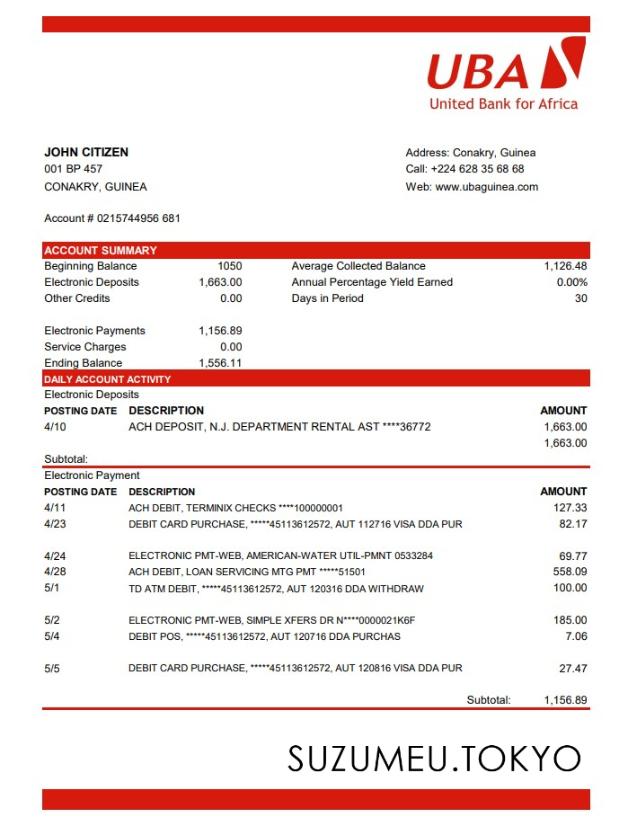 UBA
United Bank for Africa
JOHN CITIZEN
001 BP 457
CONAKRY, GUINEA
Address: Conakry, Guinea
Call: +224 628 35 68 68
Web: www.ubaguinea.com
Account # 0215744956 681
ACCOUNT SUMMARY
Beginning Balance 1050 Average Collected Balance 1,126.48
Electronic Deposits 1,663.00 Annual Percentage Yield Earned 0.00%
Other Credits 0.00 Days in Period 30
Electronic Payments 1,156.89
Service Charges 0.00
Ending Balance 1,556.11
DAILY ACCOUNT ACTIVITY
Electronic Deposits
POSTING DATE DESCRIPTION AMOUNT
4/10 ACH DEPOSIT, N.J. DEPARTMENT RENTAL AST ****36772 1,663.00
1,663.00
Subtotal:
Electronic Payment
POSTING DATE DESCRIPTION AMOUNT
4/11 ACH DEBIT, TERMINIX CHECKS ****100000001 127.33
4/23 DEBIT CARD PURCHASE, *****45113612572, AUT 112716 VISA DDA PUR 82.17
4/24 ELECTRONIC PMT-WEB, AMERICAN-WATER UTIL-PMNT 0533284 69.77
4/28 ACH DEBIT, LOAN SERVICING MTG PMT *****51501 558.09
5/1 TD ATM DEBIT, *****45113612572, AUT 120316 DDA WITHDRAW 100.00
5/2 ELECTRONIC PMT-WEB, SIMPLE XFERS DR N****0000021K6F 185.00
5/4 DEBIT POS, *****45113612572, AUT 120716 DDA PURCHAS 7.06
5/5 DEBIT CARD PURCHASE, *****45113612572, AUT 120816 VISA DDA PUR 27.47
Subtotal: 1,156.89
SUZUMEU.TOKYO